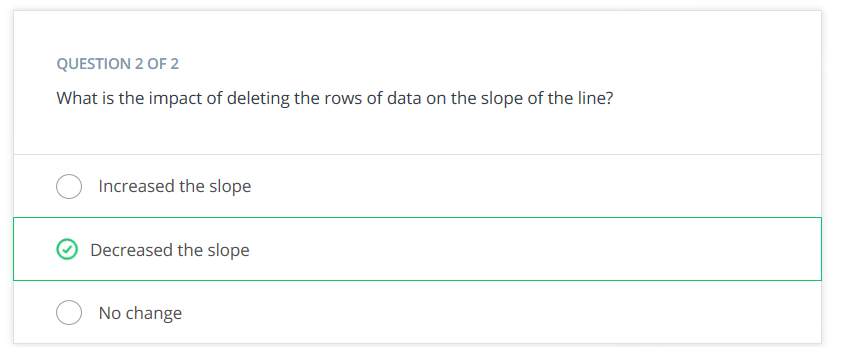 QUESTION 2 OF 2
What is the impact of deleting the rows of data on the slope of the line?
Increased the slope
Decreased the slope
No change